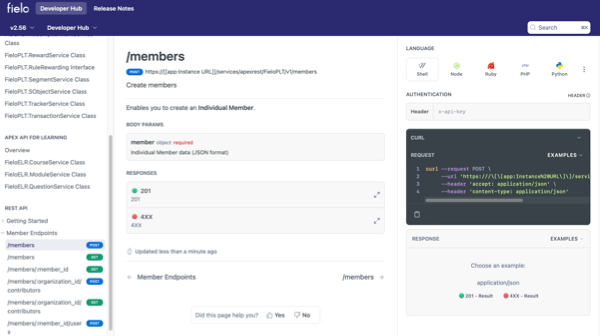 fielo
Developer Hub
Release Notes
v2.56
Developer Hub
Search
⌘K
Class
FieloPLT.RewardService Class
FieloPLT.RuleRewarding Interface
FieloPLT.SegmentService Class
FieloPLT.SObjectService Class
FieloPLT.TrackerService Class
FieloPLT.TransactionService Class
APEX API FOR LEARNING
Overview
FieloELR.CourseService Class
FieloELR.ModuleService Class
FieloELR.QuestionService Class
REST API
Getting Started
Member Endpoints
/members POST
/members GET
/members/:member_id GET
/members/:organization_id/
contributors POST
/members/:organization_id/
contributors GET
/members/:member_id/user
s POST
/members
POST https://\[\[app:Instance URL\]\]/services/apexrest/FieloPLT/v1/members
Create members
Enables you to create an Individual Member.
BODY PARAMS
member object required
Individual Member data (JSON format)
RESPONSES
201
201
4XX
4XX
Updated less than a minute ago
← Member Endpoints
/members →
Did this page help you? Yes No
LANGUAGE
Shell
Node
Ruby
PHP
Python
AUTHENTICATION
HEADER
Header
x-api-key
CURL
REQUEST
EXAMPLES
1 curl --request POST \
2 --url 'https:///\[\[app:Instance%20URL\]\]/servi
3 --header 'accept: application/json' \
4 --header 'content-type: application/json'
RESPONSE
EXAMPLES
Choose an example:
application/json
201 - Result
4XX - Result